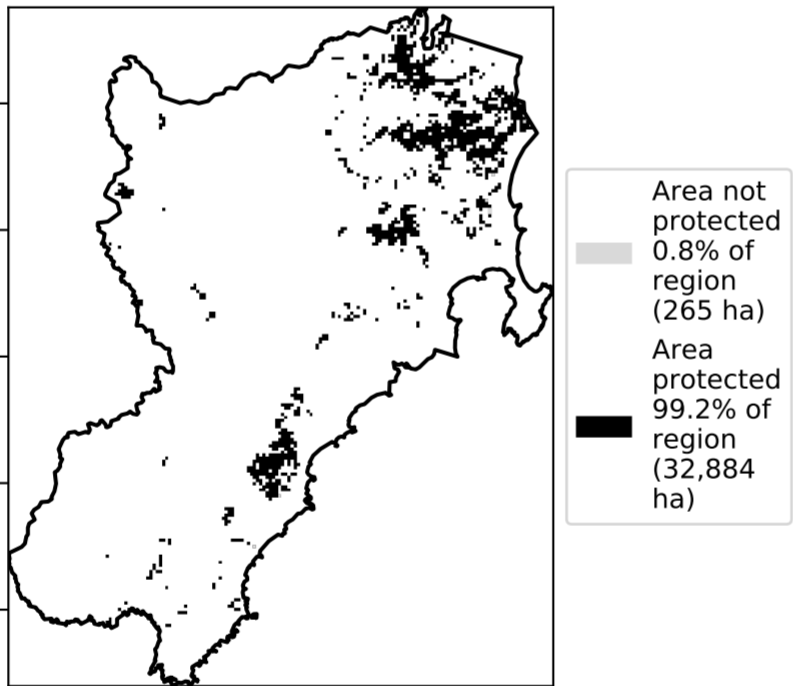 Area not
protected
0.8% of
region
(265 ha)
Area
protected
99.2% of
region
(32,884
ha)